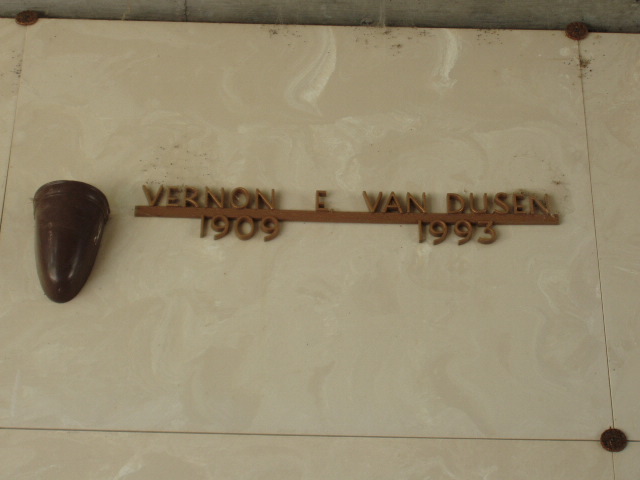 VERNON E. VAN DUSEN
1909 1993